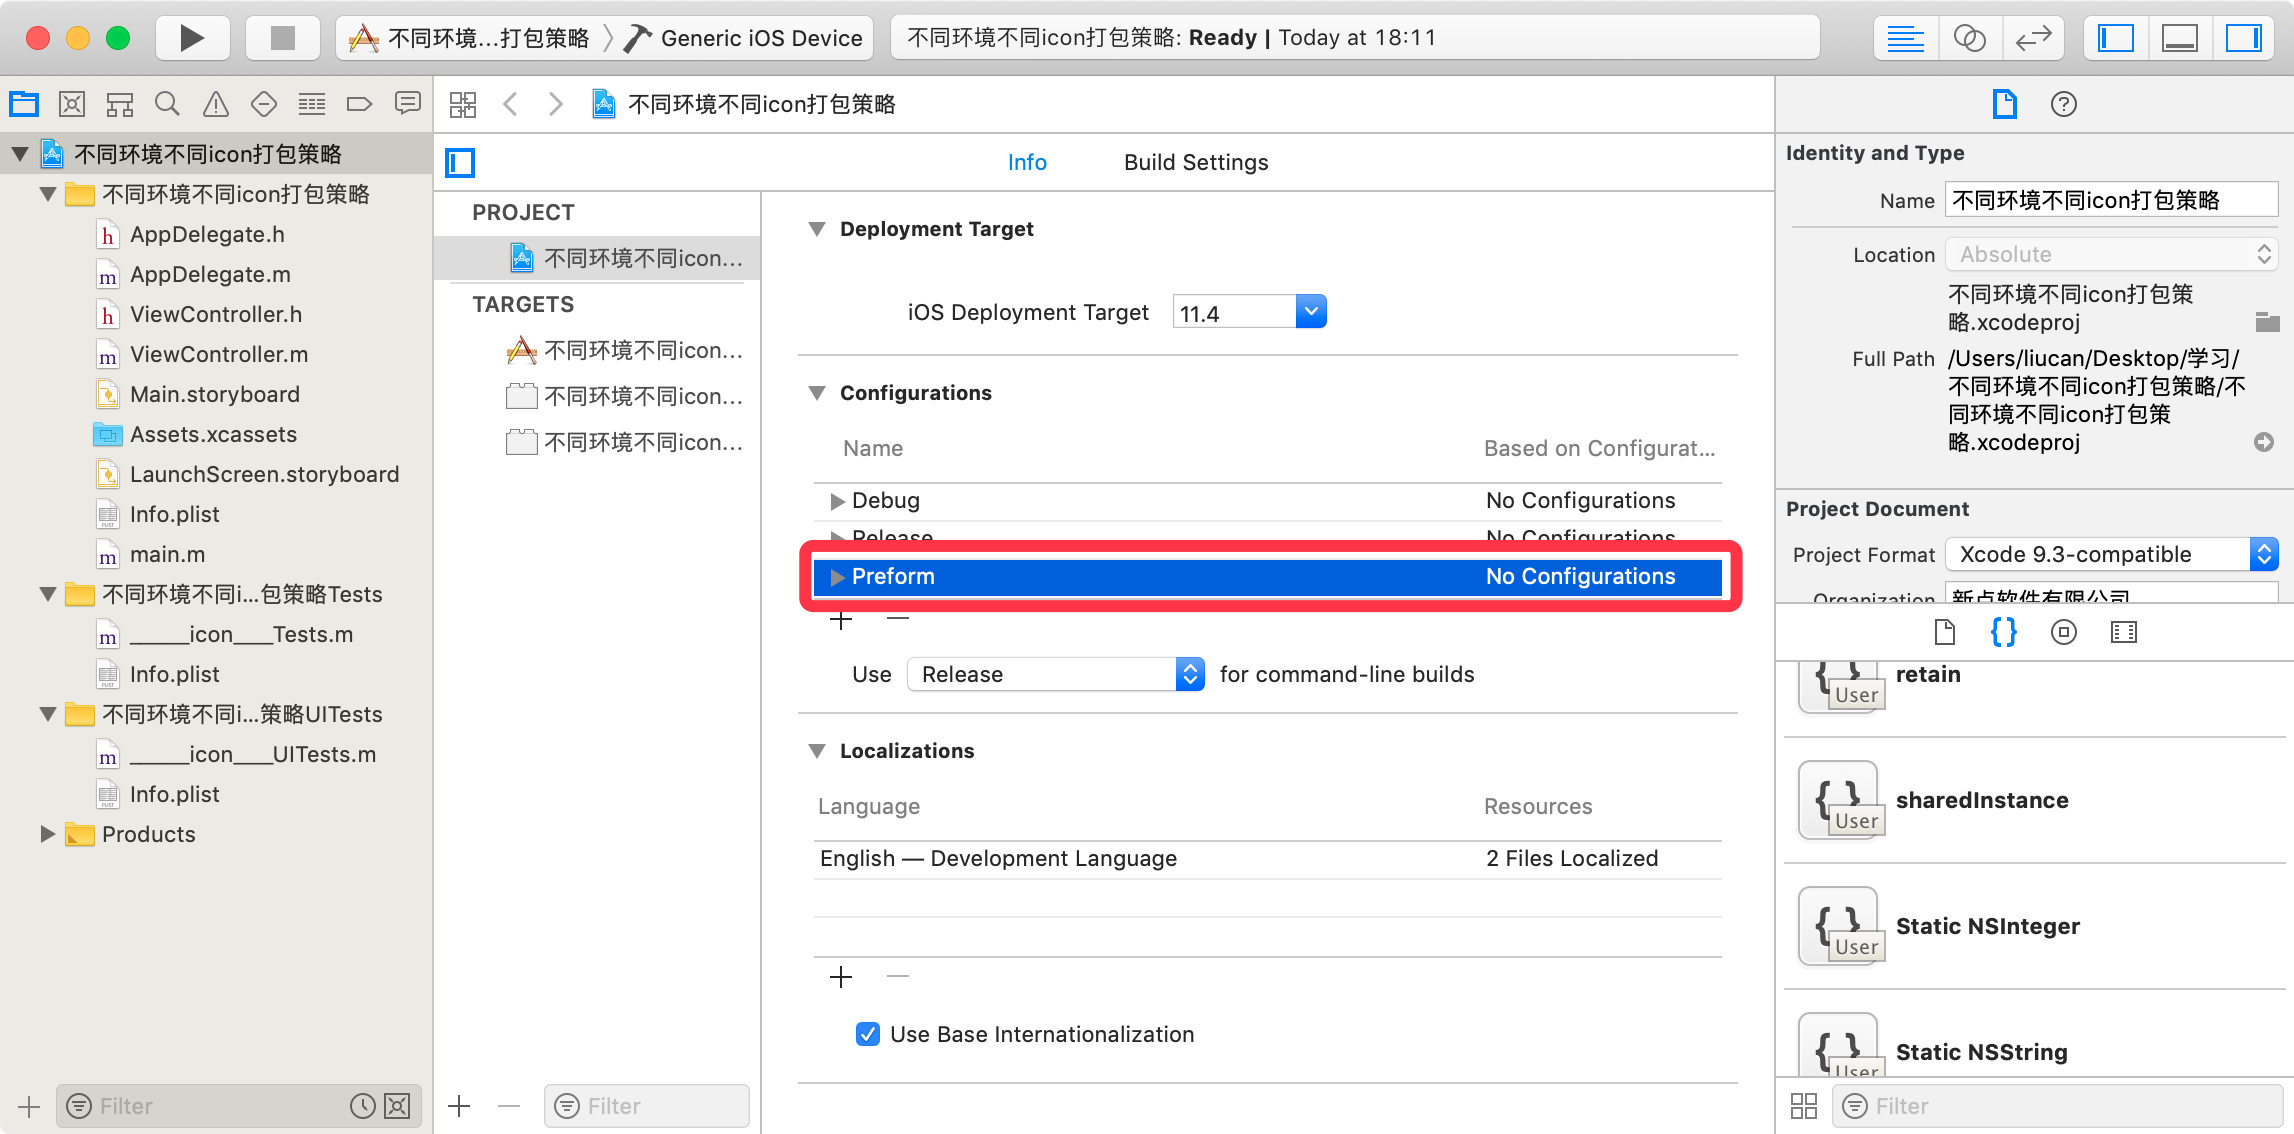 不同环境...打包策略
Generic iOS Device
不同环境不同icon打包策略: Ready | Today at 18:11
不同环境不同icon打包策略
不同环境不同icon打包策略
AppDelegate.h
AppDelegate.m
ViewController.h
ViewController.m
Main.storyboard
Assets.xcassets
LaunchScreen.storyboard
Info.plist
main.m
不同环境不同i...包策略Tests
______icon____Tests.m
Info.plist
不同环境不同i...策略UITests
______icon____UITests.m
Info.plist
Products
Filter
不同环境不同icon打包策略
Info
Build Settings
PROJECT
不同环境不同icon...
TARGETS
不同环境不同icon...
不同环境不同icon...
不同环境不同icon...
Filter
Deployment Target
iOS Deployment Target 11.4
Configurations
Name Based on Configurat...
Debug No Configurations
Release No Configurations
Preform No Configurations
Use Release for command-line builds
Localizations
Language Resources
English — Development Language 2 Files Localized
Use Base Internationalization
Identity and Type
Name 不同环境不同icon打包策略
Location Absolute
不同环境不同icon打包策
略.xcodeproj
Full Path /Users/liucan/Desktop/学习/
不同环境不同icon打包策略/不
同环境不同icon打包策
略.xcodeproj
Project Document
Project Format Xcode 9.3-compatible
Organization 新点软件有限公司
User retain
User sharedInstance
User Static NSInteger
User Static NSString
Filter